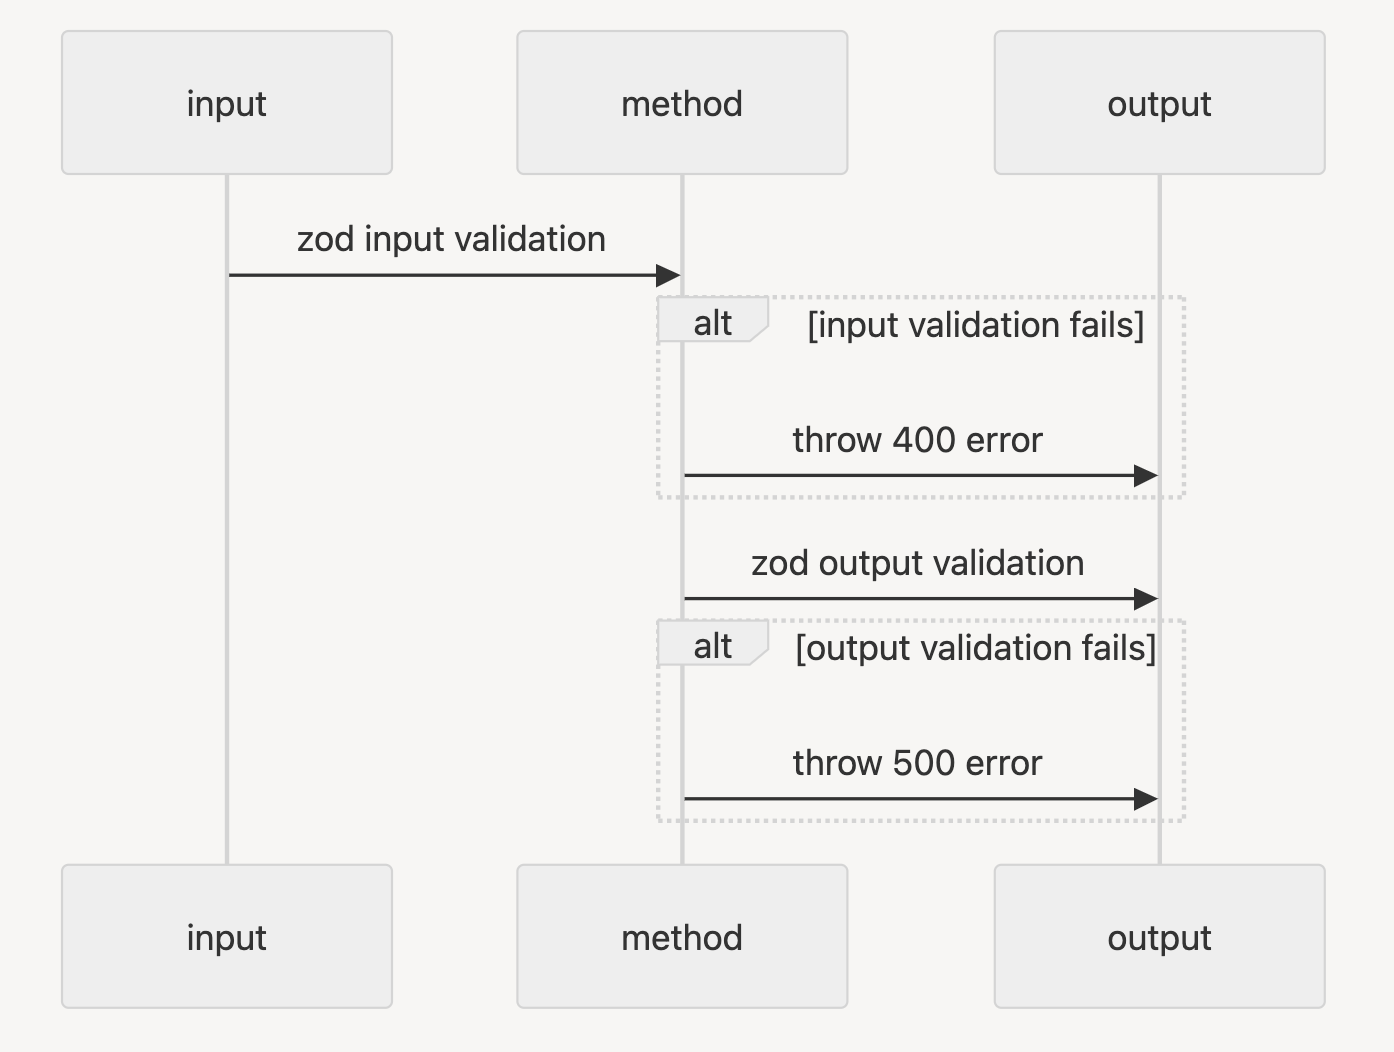 input
method
output
zod input validation
alt
[input validation fails]
throw 400 error
zod output validation
alt
[output validation fails]
throw 500 error
input
method
output